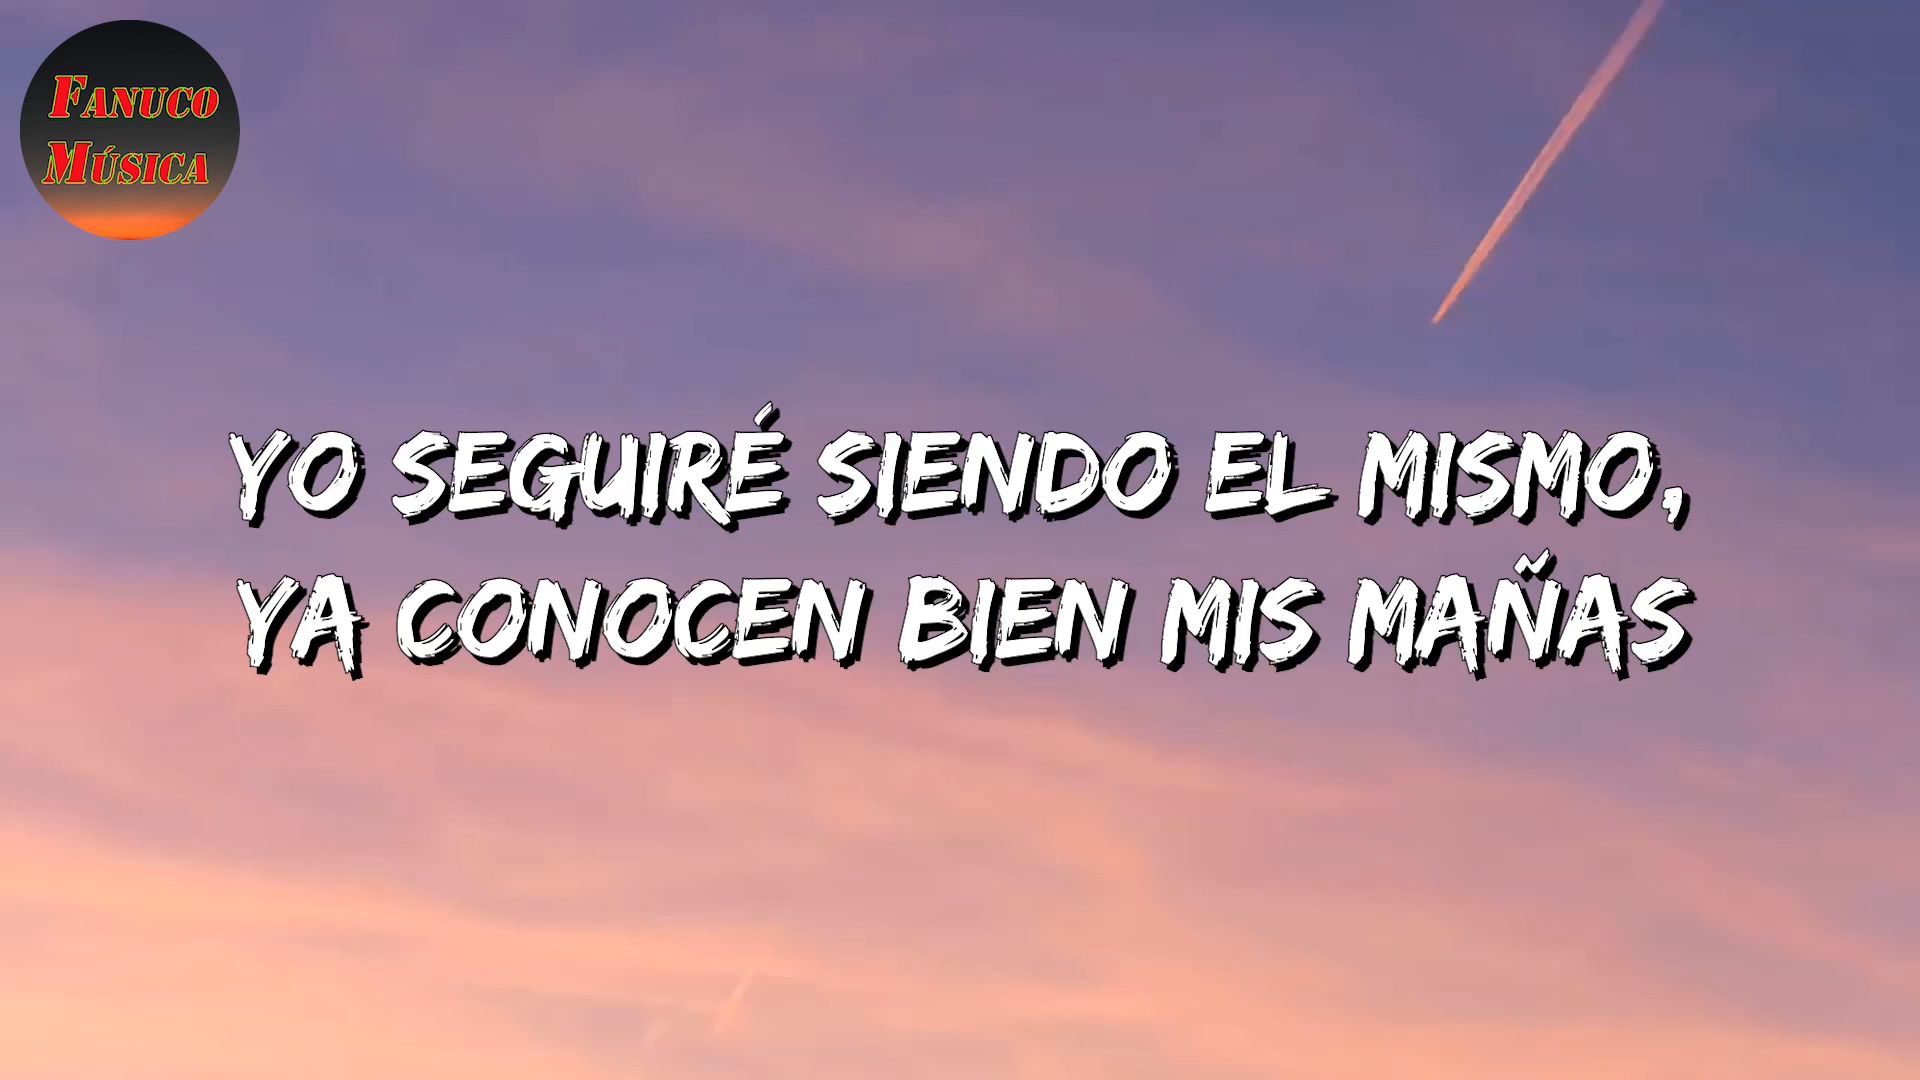 FANUCO
MÚSICA
YO SEGUIRÉ SIENDO EL MISMO,
YA CONOCEN BIEN MIS MAÑAS